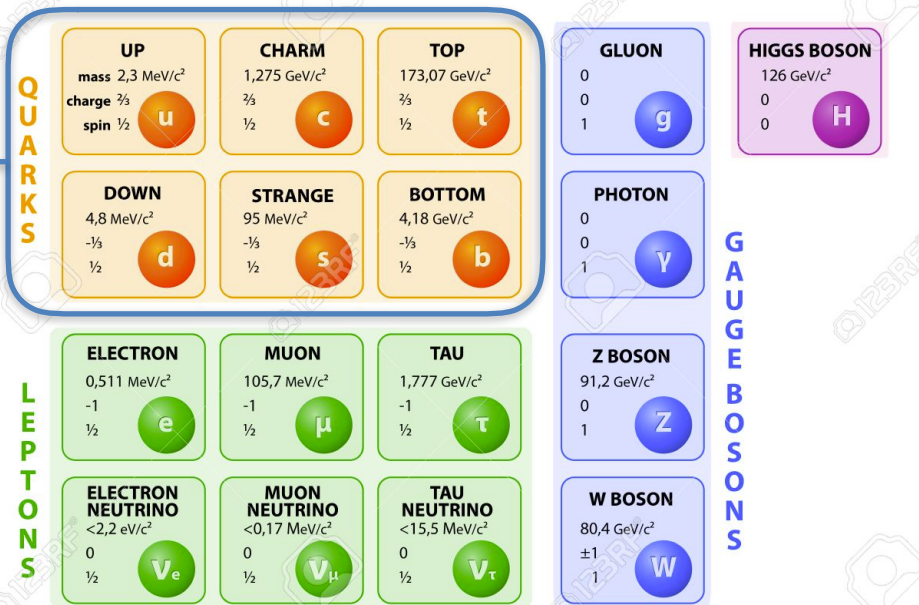 QUARKS
UP
mass 2,3 MeV/c²
charge ⅔
spin ½
u
CHARM
1,275 GeV/c²
⅔
½
c
TOP
173,07 GeV/c²
⅔
½
t
DOWN
4,8 MeV/c²
-⅓
½
d
STRANGE
95 MeV/c²
-⅓
½
s
BOTTOM
4,18 GeV/c²
-⅓
½
b
LEPTONS
ELECTRON
0,511 MeV/c²
-1
½
e
MUON
105,7 MeV/c²
-1
½
μ
TAU
1,777 GeV/c²
-1
½
τ
ELECTRON
NEUTRINO
<2,2 eV/c²
0
½
νe
MUON
NEUTRINO
<0,17 MeV/c²
0
½
νμ
TAU
NEUTRINO
<15,5 MeV/c²
0
½
ντ
GLUON
0
0
1
g
PHOTON
0
0
1
γ
Z BOSON
91,2 GeV/c²
0
1
Z
W BOSON
80,4 GeV/c²
±1
1
W
GAUGE BOSONS
HIGGS BOSON
126 GeV/c²
0
0
H
123RF